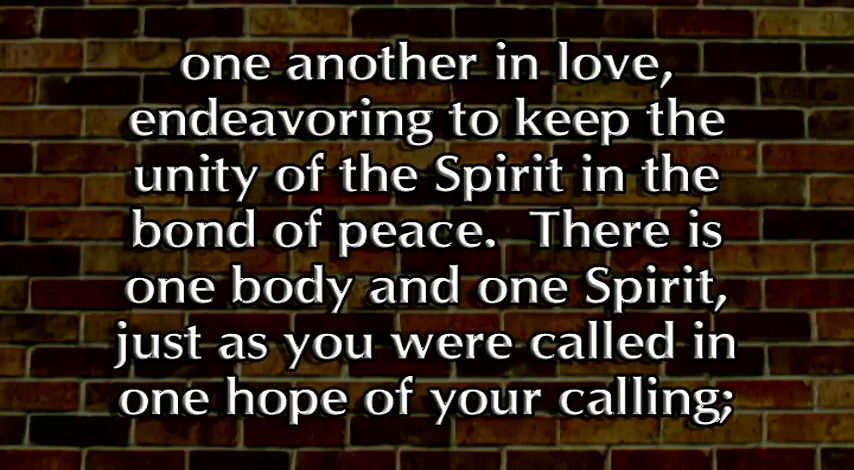 one another in love,
endeavoring to keep the
unity of the Spirit in the
bond of peace.  There is
one body and one Spirit,
just as you were called in
one hope of your calling;